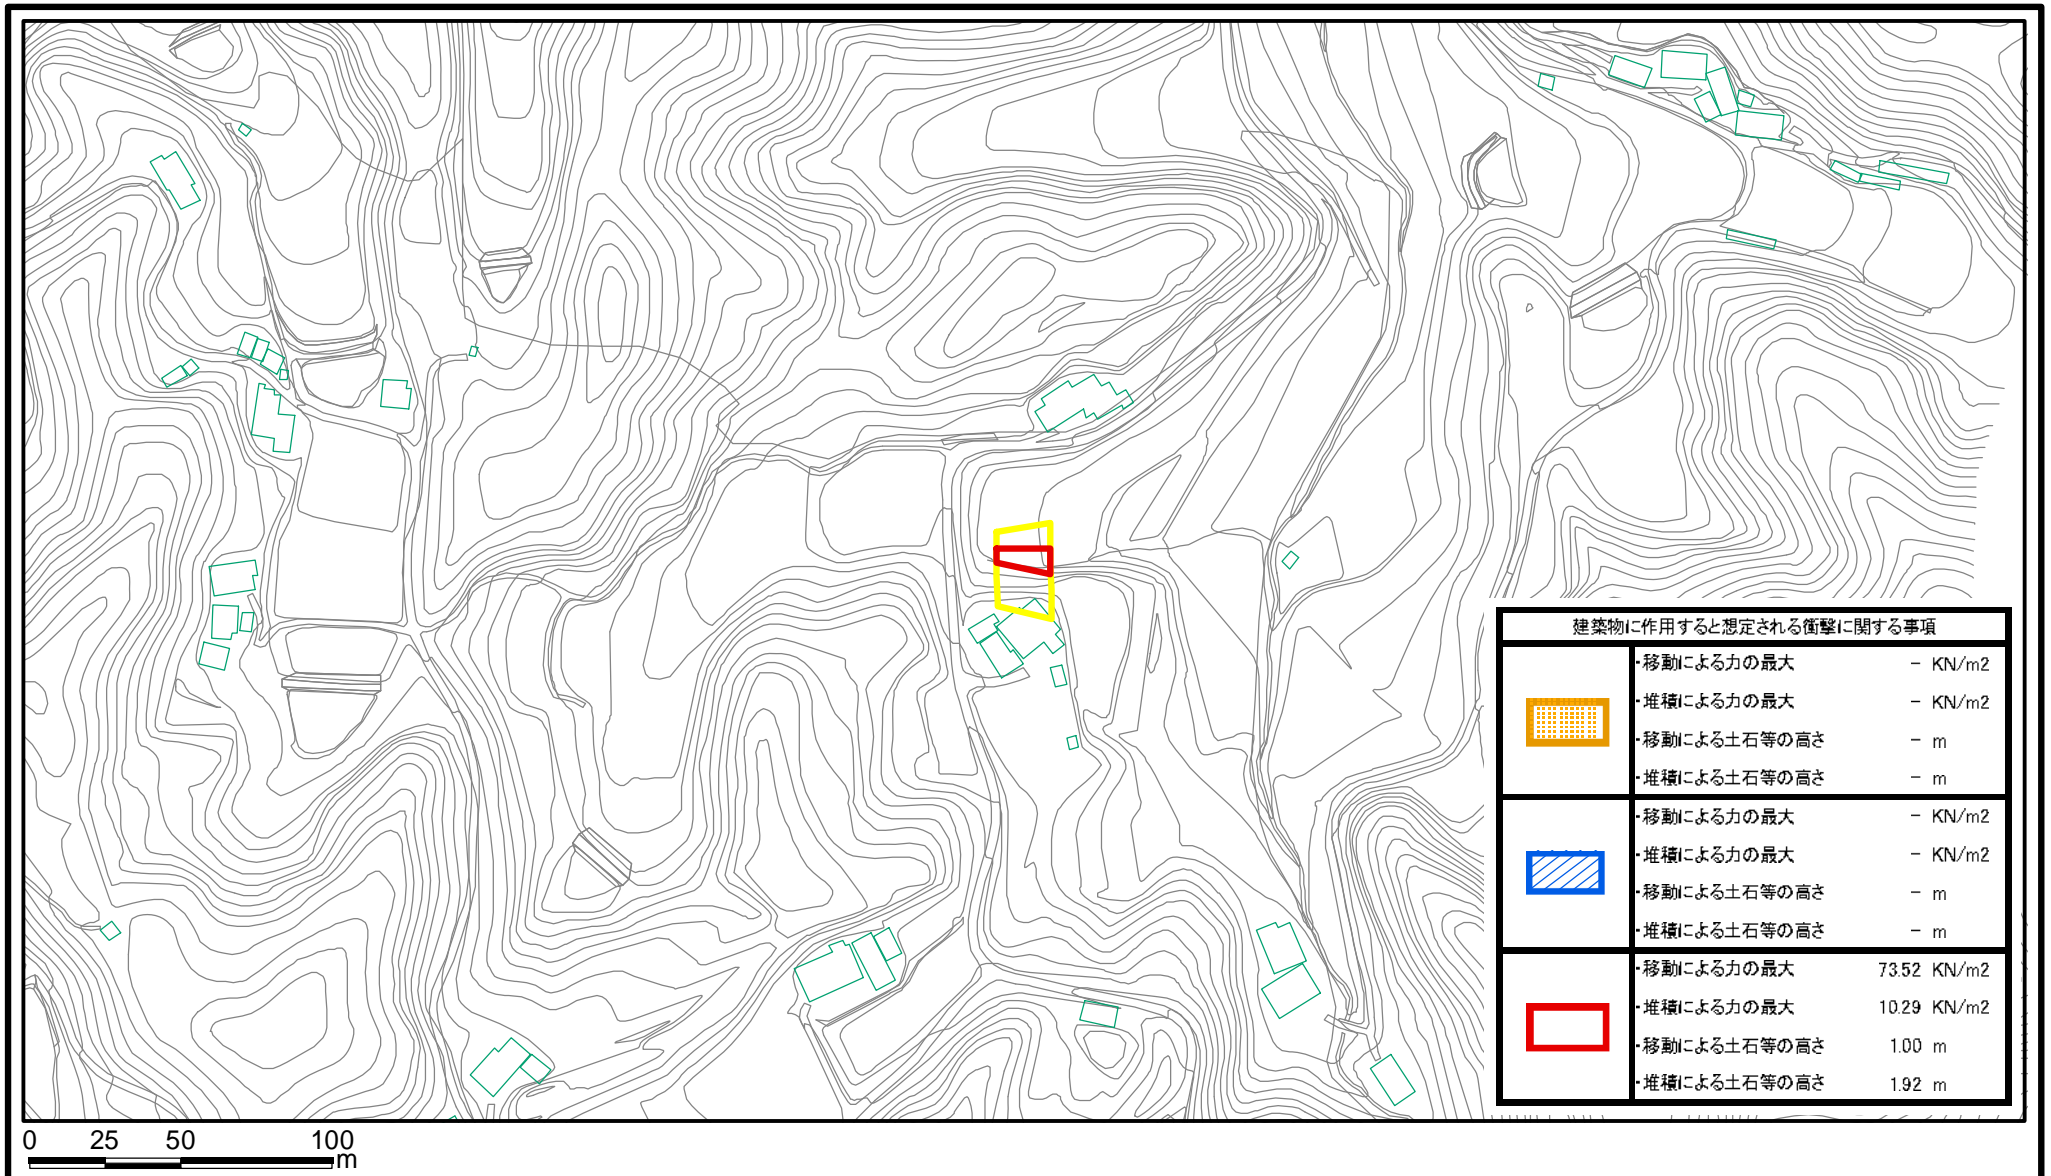 建築物に作用すると想定される衝撃に関する事項
・移動による力の最大 － KN/m2
・堆積による力の最大 － KN/m2
・移動による土石等の高さ － m
・堆積による土石等の高さ － m
・移動による力の最大 － KN/m2
・堆積による力の最大 － KN/m2
・移動による土石等の高さ － m
・堆積による土石等の高さ － m
・移動による力の最大 73.52 KN/m2
・堆積による力の最大 10.29 KN/m2
・移動による土石等の高さ 1.00 m
・堆積による土石等の高さ 1.92 m
0 25 50 100
m